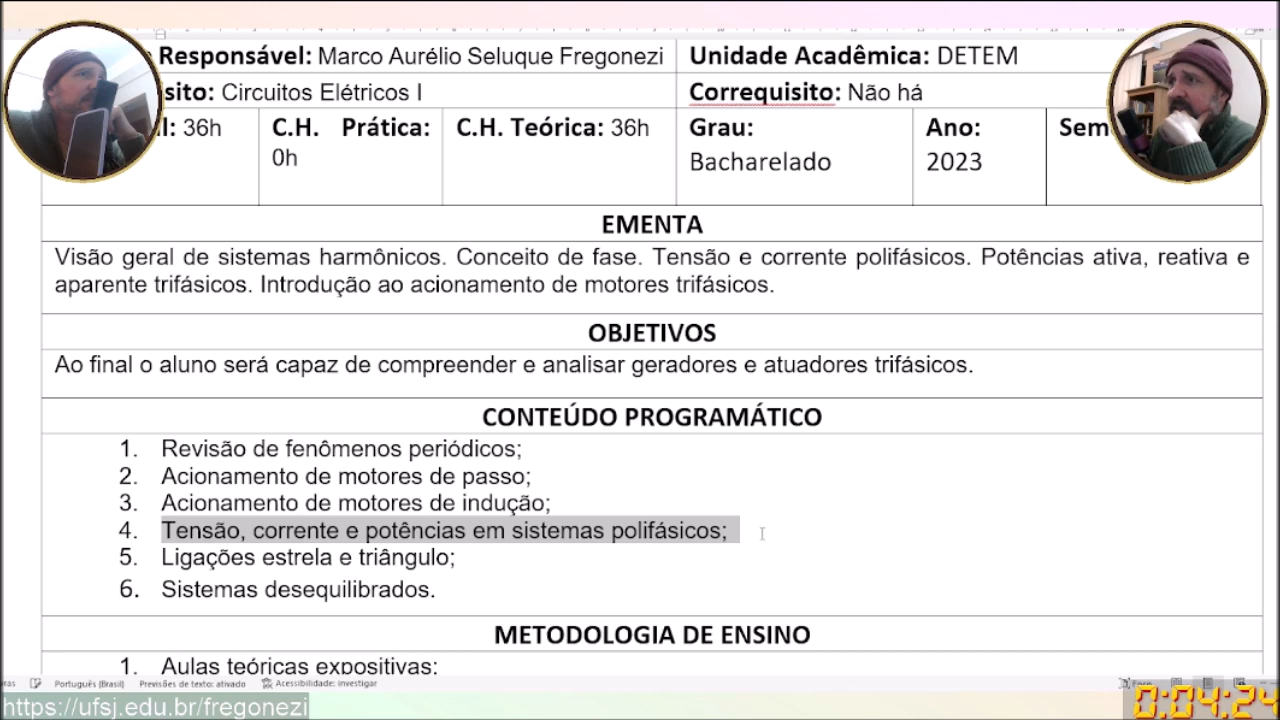 Responsável: Marco Aurélio Seluque Fregonezi
Unidade Acadêmica: DETEM
sito: Circuitos Elétricos I
Correquisito: Não há
l: 36h
C.H. Prática: 0h
C.H. Teórica: 36h
Grau:
Bacharelado
Ano:
2023
Sem
EMENTA
Visão geral de sistemas harmônicos. Conceito de fase. Tensão e corrente polifásicos. Potências ativa, reativa e
aparente trifásicos. Introdução ao acionamento de motores trifásicos.
OBJETIVOS
Ao final o aluno será capaz de compreender e analisar geradores e atuadores trifásicos.
CONTEÚDO PROGRAMÁTICO
1. Revisão de fenômenos periódicos;
2. Acionamento de motores de passo;
3. Acionamento de motores de indução;
4. Tensão, corrente e potências em sistemas polifásicos;
5. Ligações estrela e triângulo;
6. Sistemas desequilibrados.
METODOLOGIA DE ENSINO
1. Aulas teóricas expositivas;
Português (Brasil) Previsões de texto: ativado Acessibilidade: investigar
https://ufsj.edu.br/fregonezi
0:04:24